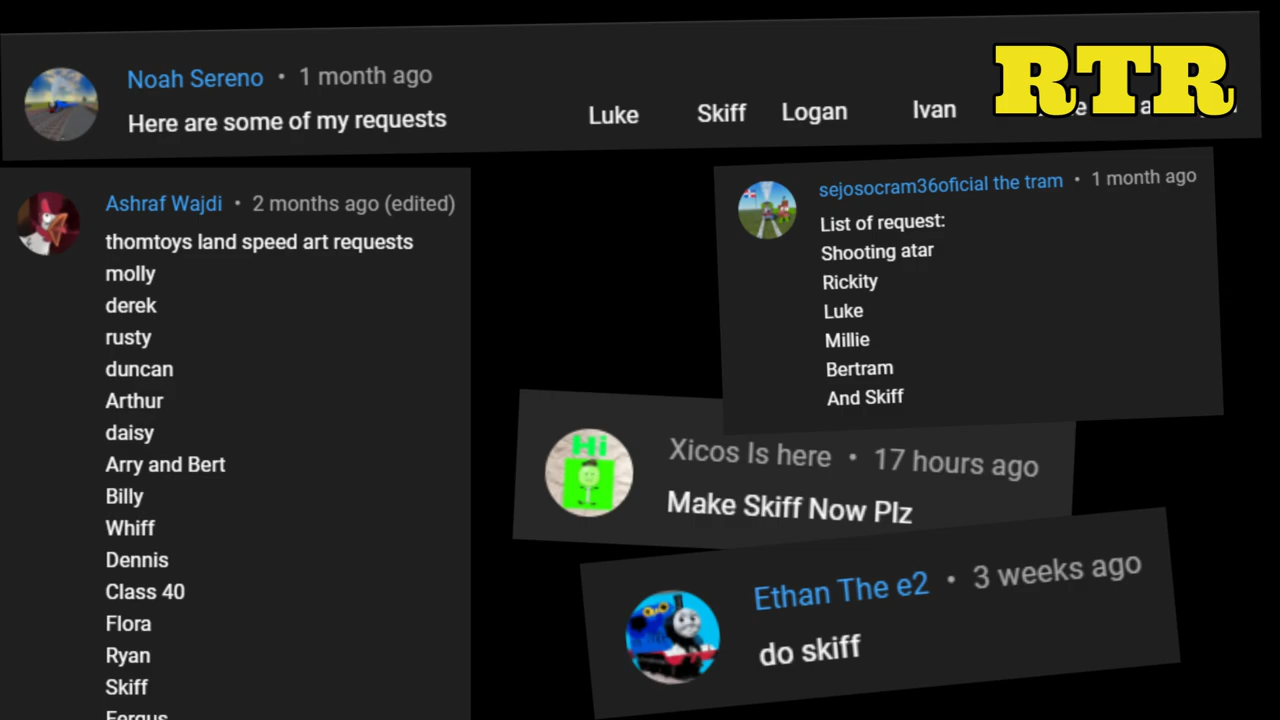 Noah Sereno • 1 month ago
Here are some of my requests Luke Skiff Logan Ivan
RTR
Ashraf Wajdi • 2 months ago (edited)
thomtoys land speed art requests
molly
derek
rusty
duncan
Arthur
daisy
Arry and Bert
Billy
Whiff
Dennis
Class 40
Flora
Ryan
Skiff
Fergus
sejosocram36oficial the tram • 1 month ago
List of request:
Shooting atar
Rickity
Luke
Millie
Bertram
And Skiff
Hi
Xicos Is here • 17 hours ago
Make Skiff Now Plz
Ethan The e2 • 3 weeks ago
do skiff